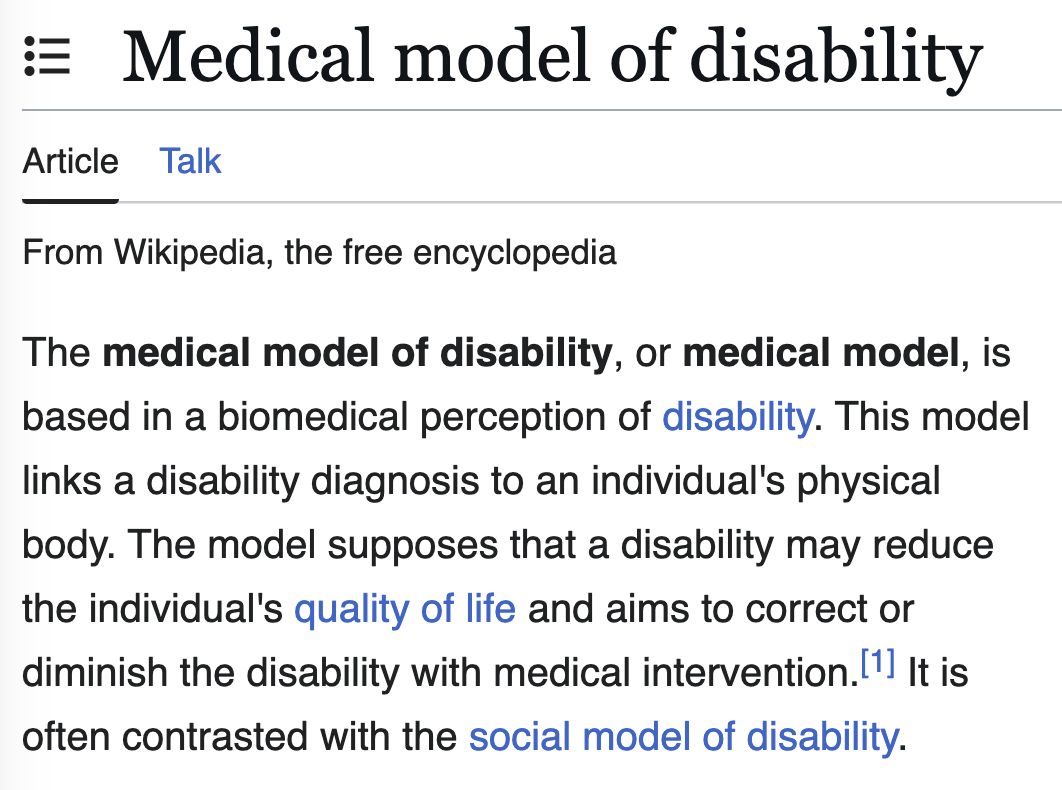 Medical model of disability
Article Talk
From Wikipedia, the free encyclopedia
The medical model of disability, or medical model, is
based in a biomedical perception of disability. This model
links a disability diagnosis to an individual's physical
body. The model supposes that a disability may reduce
the individual's quality of life and aims to correct or
diminish the disability with medical intervention.[1] It is
often contrasted with the social model of disability.